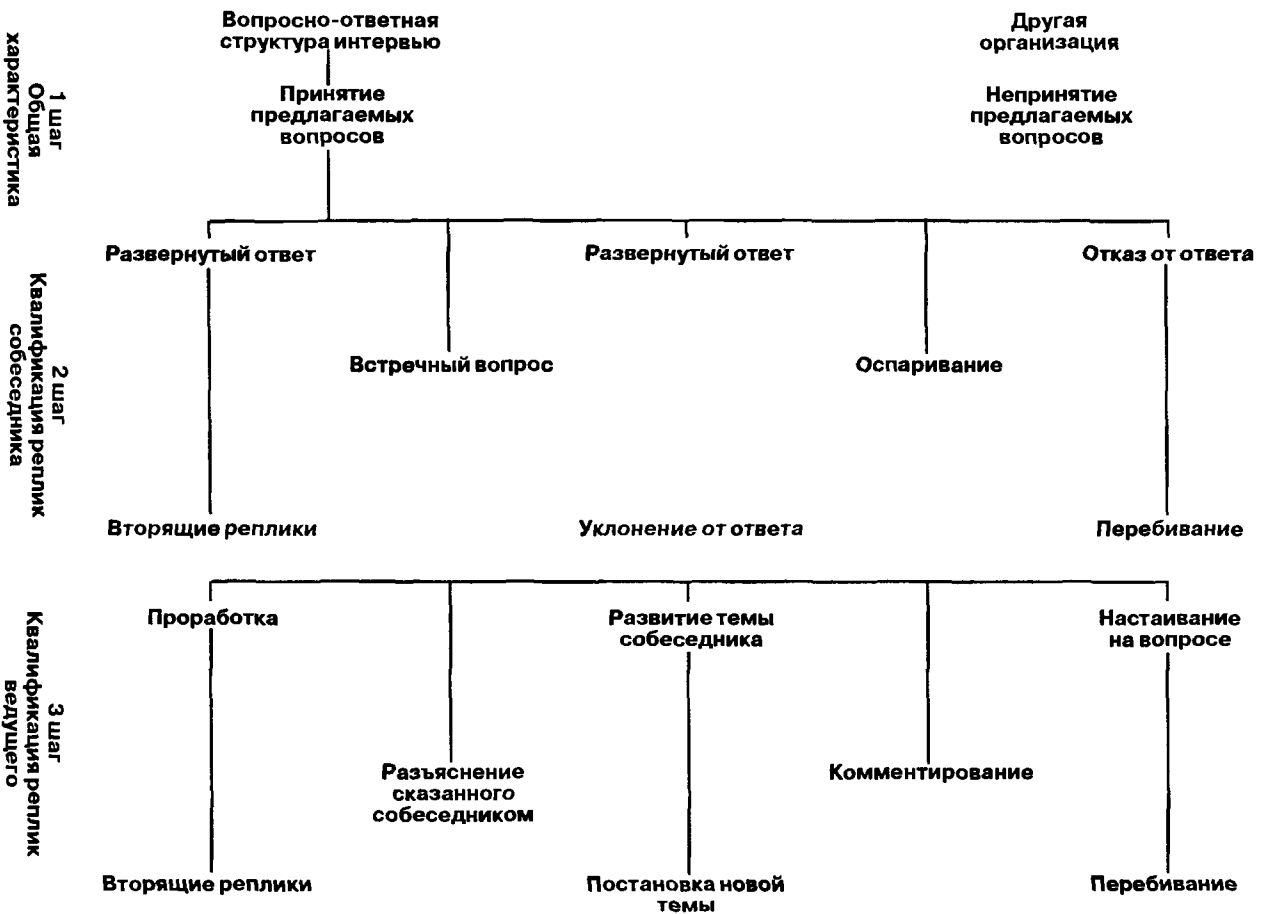 Вопросно-ответная
структура интервью
Другая
организация
1 шаг
Общая
характеристика
Принятие
предлагаемых
вопросов
Непринятие
предлагаемых
вопросов
2 шаг
Квалификация реплик
собеседника
Развернутый ответ
Развернутый ответ
Отказ от ответа
Встречный вопрос
Оспаривание
Вторящие реплики
Уклонение от ответа
Перебивание
3 шаг
Квалификация реплик
ведущего
Проработка
Развитие темы
собеседника
Настаивание
на вопросе
Разъяснение
сказанного
собеседником
Комментирование
Вторящие реплики
Постановка новой
темы
Перебивание